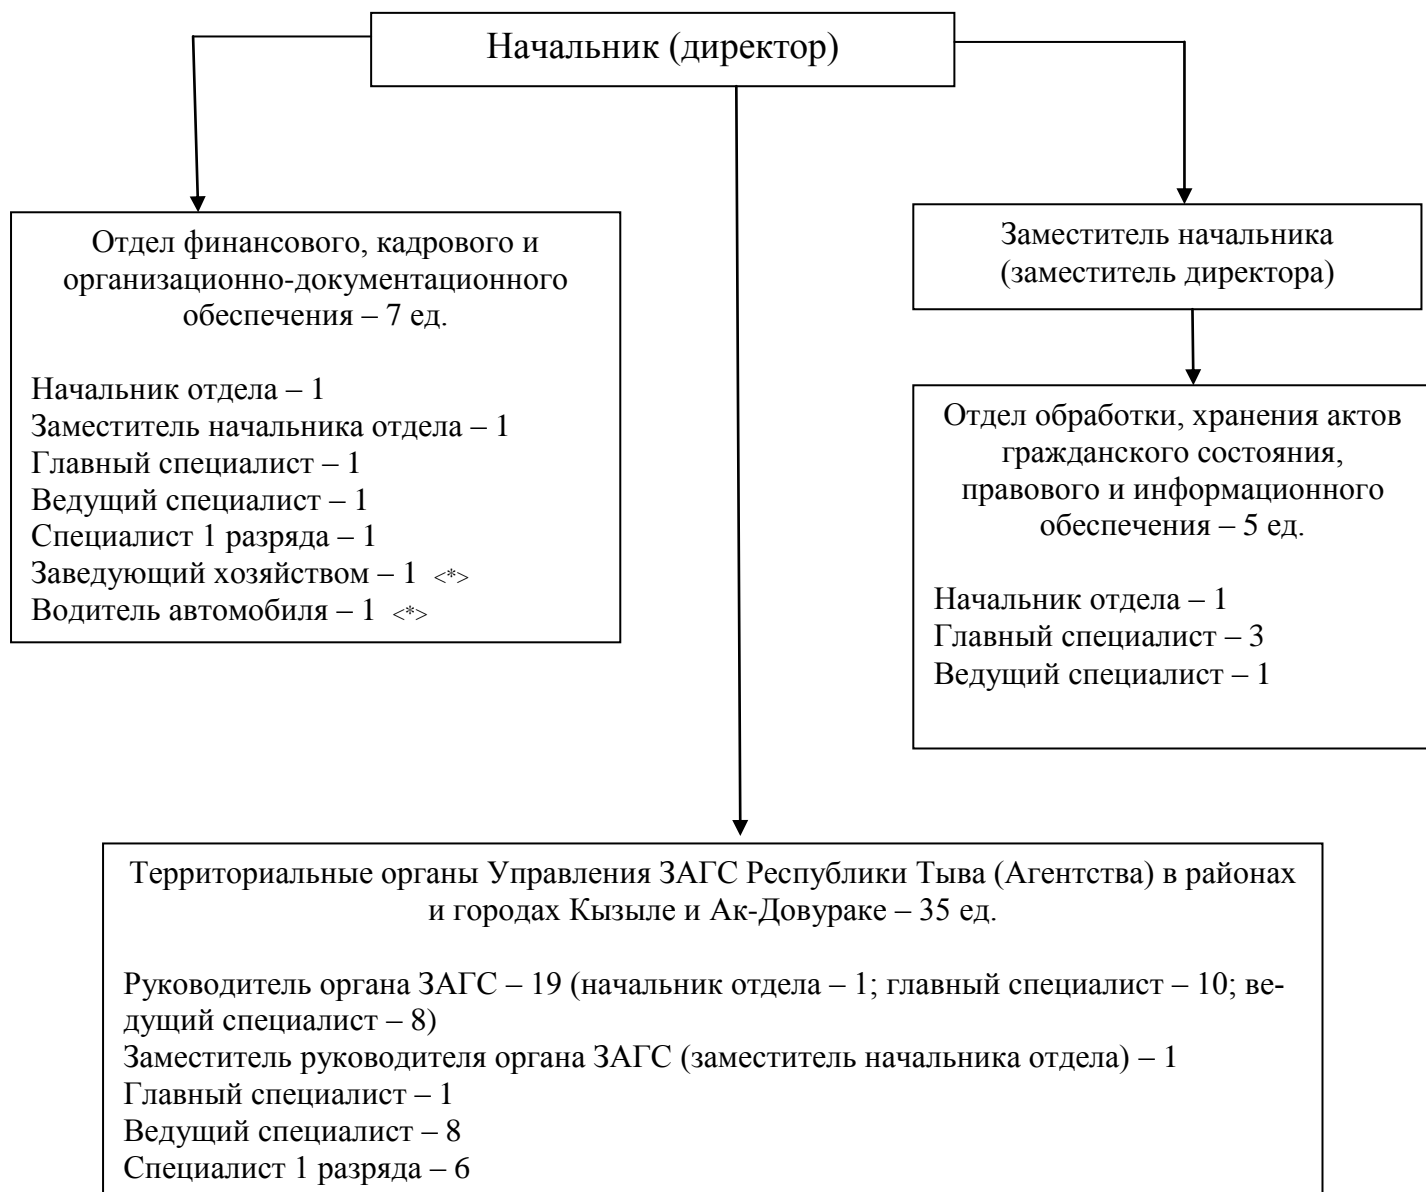 Начальник (директор)
Отдел финансового, кадрового и
организационно-документационного
обеспечения – 7 ед.
Начальник отдела – 1
Заместитель начальника отдела – 1
Главный специалист – 1
Ведущий специалист – 1
Специалист 1 разряда – 1
Заведующий хозяйством – 1 <*>
Водитель автомобиля – 1 <*>
Заместитель начальника
(заместитель директора)
Отдел обработки, хранения актов
гражданского состояния,
правового и информационного
обеспечения – 5 ед.
Начальник отдела – 1
Главный специалист – 3
Ведущий специалист – 1
Территориальные органы Управления ЗАГС Республики Тыва (Агентства) в районах
и городах Кызыле и Ак-Довураке – 35 ед.
Руководитель органа ЗАГС – 19 (начальник отдела – 1; главный специалист – 10; ве-
дущий специалист – 8)
Заместитель руководителя органа ЗАГС (заместитель начальника отдела) – 1
Главный специалист – 1
Ведущий специалист – 8
Специалист 1 разряда – 6